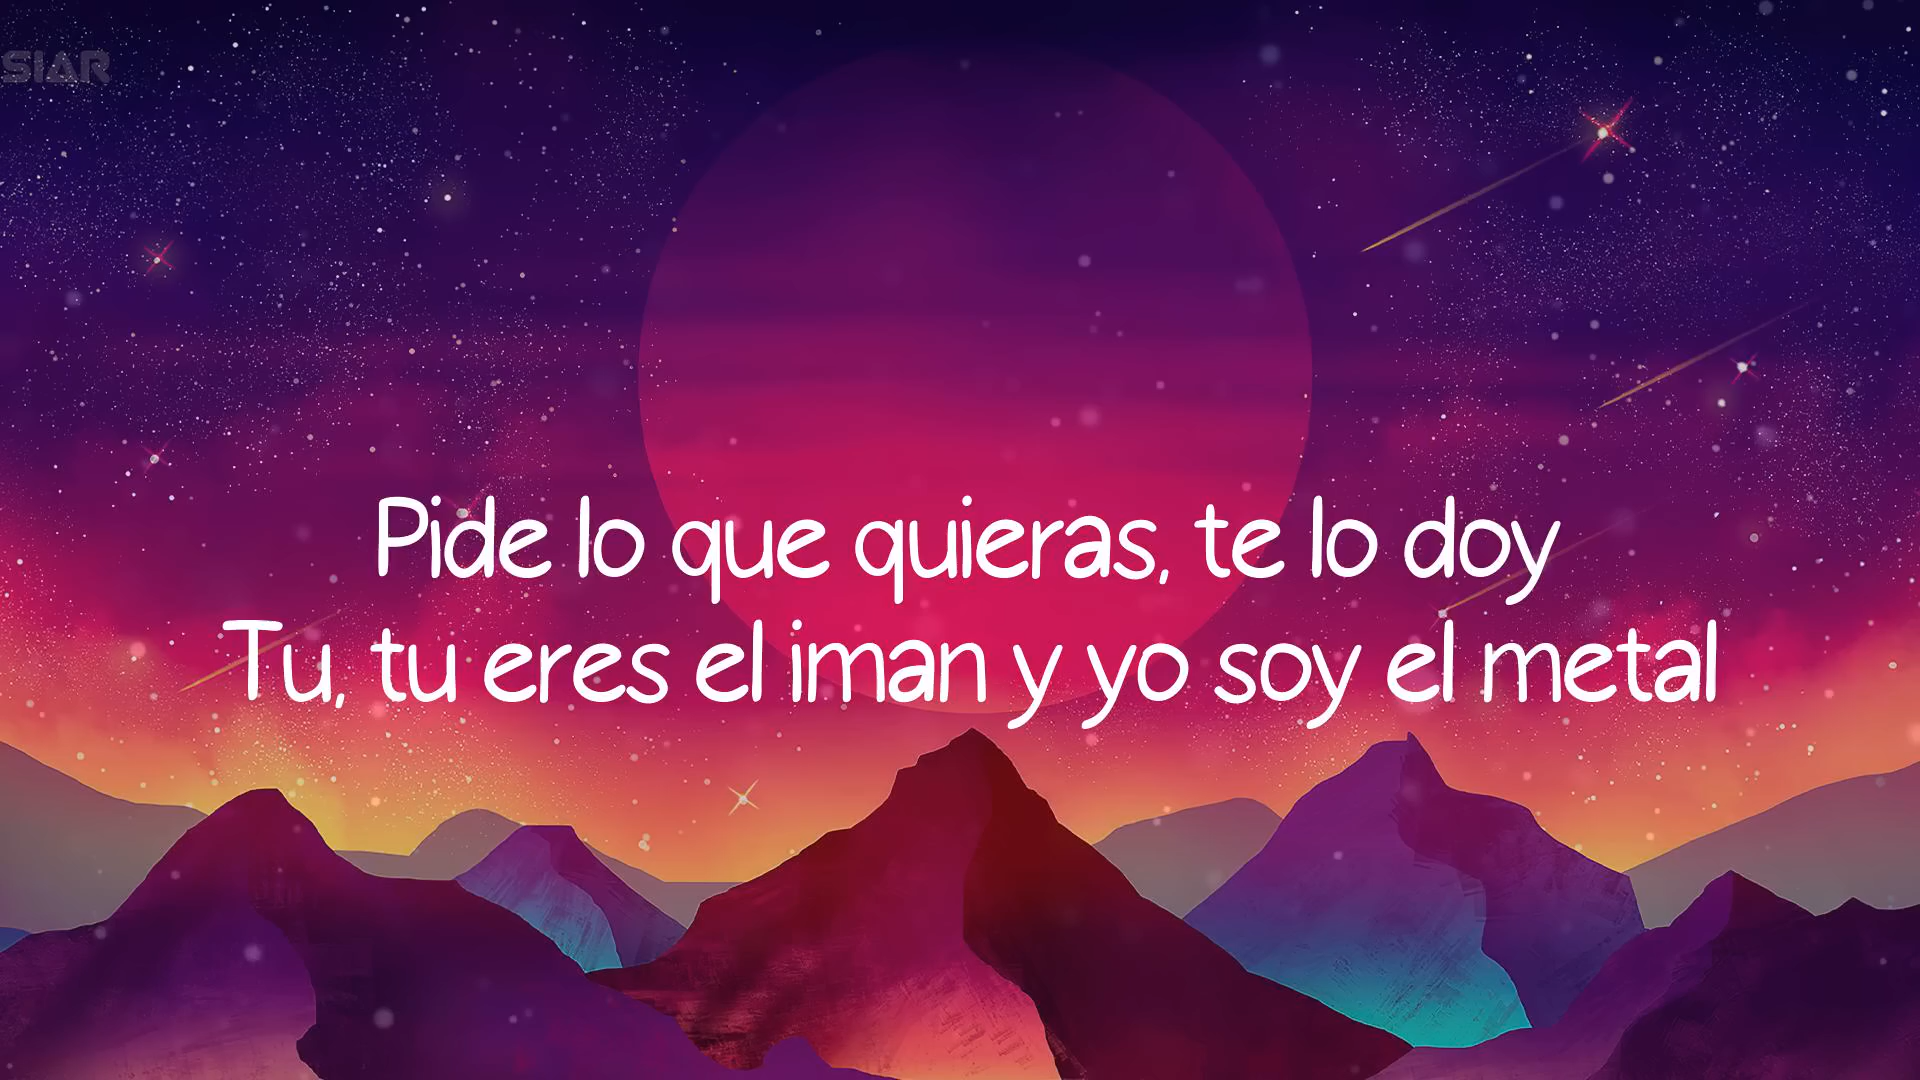 SIAR
Pide lo que quieras, te lo doy
Tu, tu eres el iman y yo soy el metal